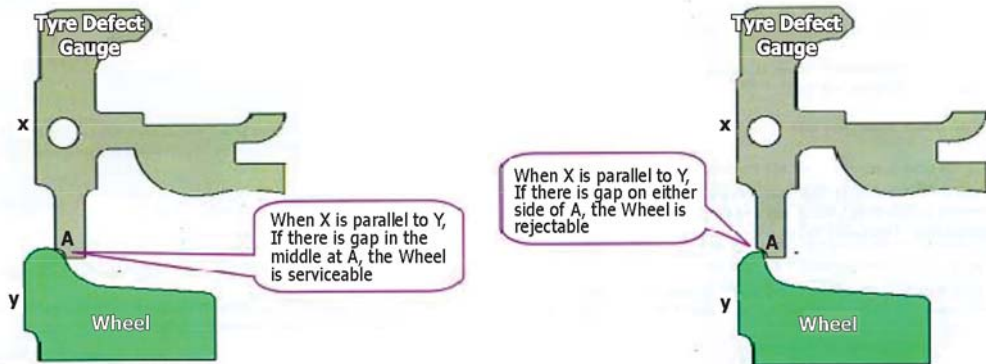 Tyre Defect
Gauge
x
A
When X is parallel to Y,
If there is gap in the
middle at A, the Wheel
is serviceable
y
Wheel
Tyre Defect
Gauge
x
When X is parallel to Y,
If there is gap on either
side of A, the Wheel is
rejectable
A
y
Wheel